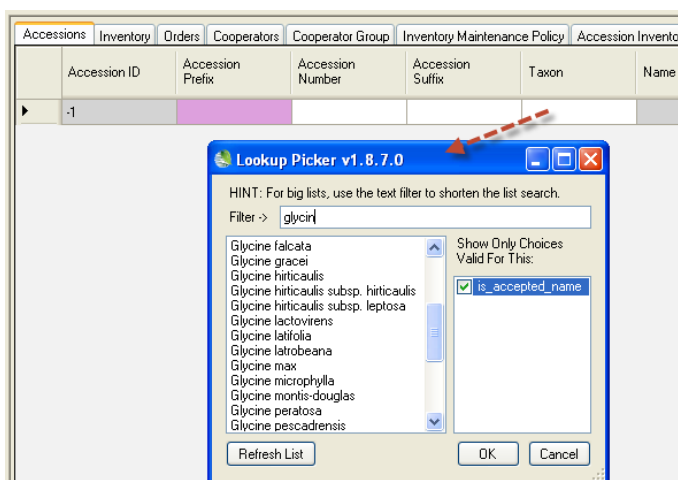 Accessions Inventory Orders Cooperators Cooperator Group Inventory Maintenance Policy Accession Invento
Accession ID Accession Prefix Accession Number Accession Suffix Taxon Name
-1
Lookup Picker v1.8.7.0
HINT: For big lists, use the text filter to shorten the list search.
Filter -> glycin
Show Only Choices
Valid For This:
is_accepted_name
Glycine falcata
Glycine gracei
Glycine hirticaulis
Glycine hirticaulis subsp. hirticaulis
Glycine hirticaulis subsp. leptosa
Glycine lactovirens
Glycine latifolia
Glycine latrobeana
Glycine max
Glycine microphylla
Glycine montis-douglas
Glycine peratosa
Glycine pescadrensis
Refresh List OK Cancel